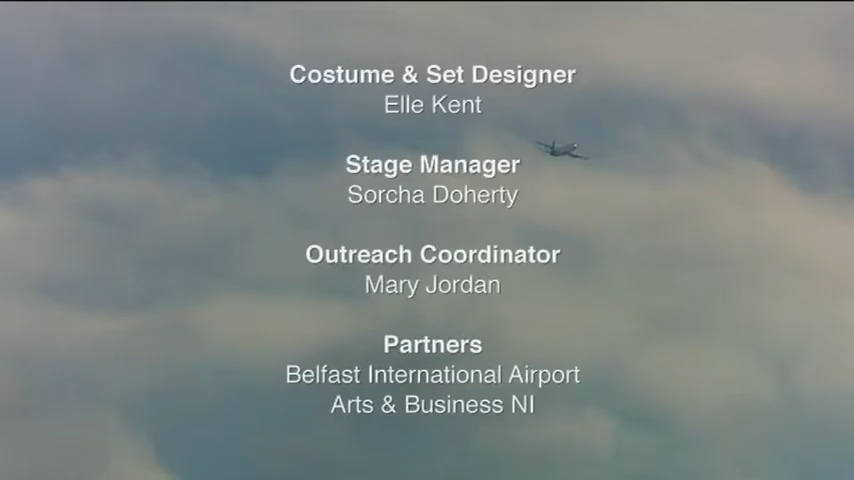 Costume & Set Designer
Elle Kent
Stage Manager
Sorcha Doherty
Outreach Coordinator
Mary Jordan
Partners
Belfast International Airport
Arts & Business NI